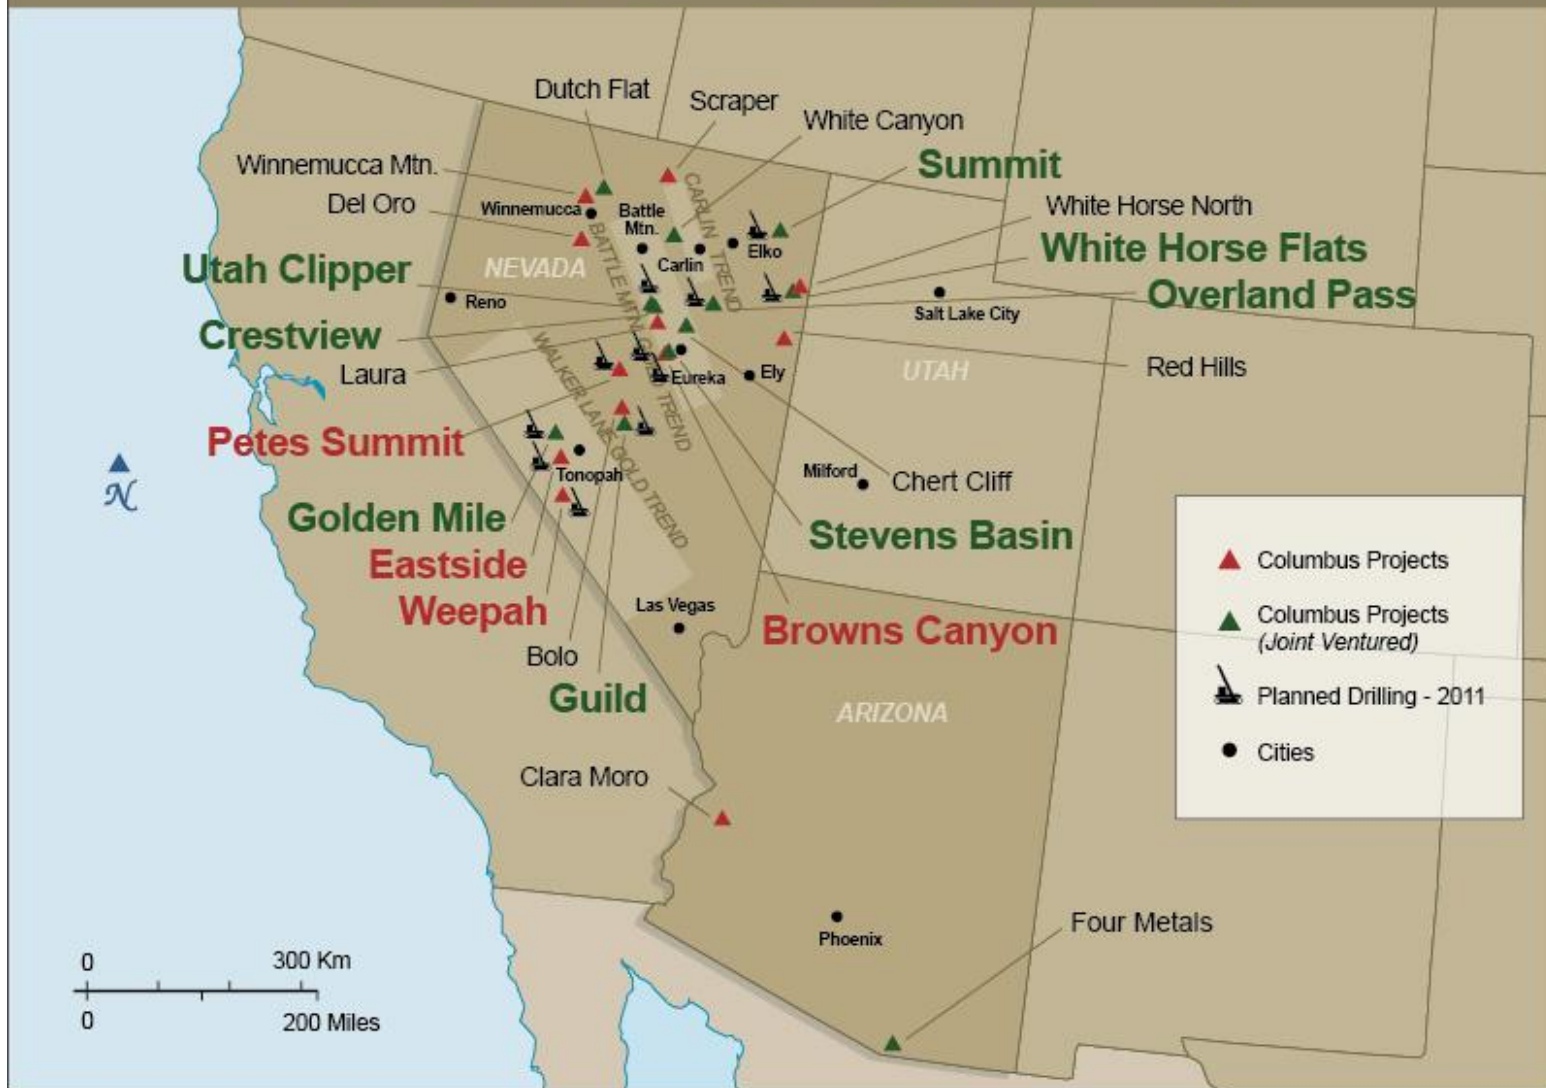 Dutch Flat
Scraper
White Canyon
Summit
Winnemucca Mtn.
Del Oro
Winnemucca
Battle
Mtn.
CARLIN TREND
White Horse North
White Horse Flats
Overland Pass
Utah Clipper
NEVADA
Carlin
Elko
BATTLE MTN. GOLD TREND
Reno
Salt Lake City
Crestview
Laura
WALKER LANE GOLD TREND
Eureka
Ely
UTAH
Red Hills
Petes Summit
Tonopah
Milford
Chert Cliff
Golden Mile
Stevens Basin
Eastside
Weepah
Las Vegas
Browns Canyon
Bolo
Guild
ARIZONA
Clara Moro
Phoenix
Four Metals
N
Columbus Projects
Columbus Projects
(Joint Ventured)
Planned Drilling - 2011
Cities
0 300 Km
0 200 Miles